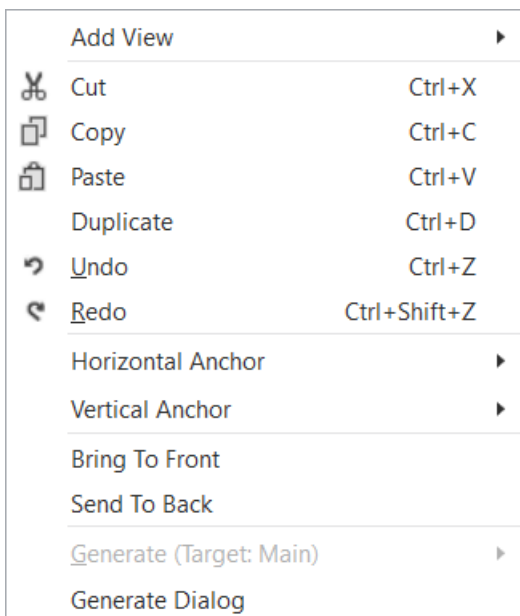 Add View
Cut Ctrl+X
Copy Ctrl+C
Paste Ctrl+V
Duplicate Ctrl+D
Undo Ctrl+Z
Redo Ctrl+Shift+Z
Horizontal Anchor
Vertical Anchor
Bring To Front
Send To Back
Generate (Target: Main)
Generate Dialog